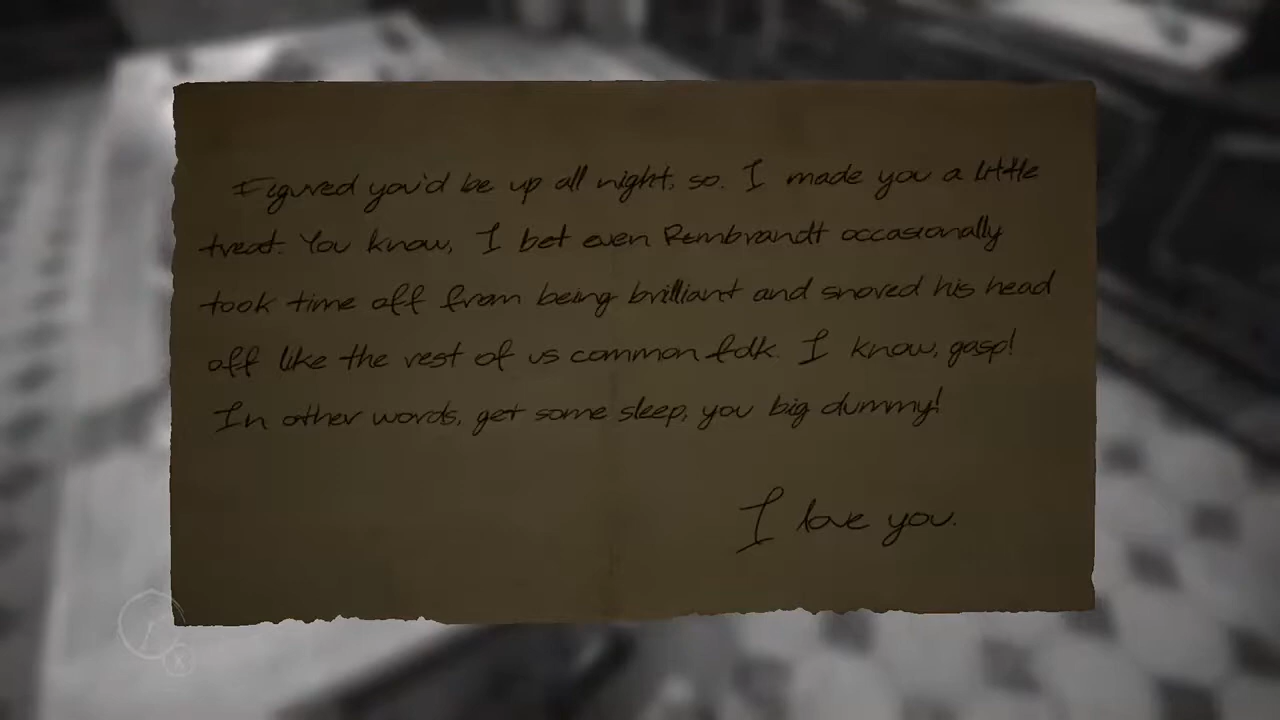 Figured you'd be up all night, so. I made you a little
treat. You know, I bet even Rembrandt occasionally
took time off from being brilliant and snored his head
off like the rest of us common folk. I know, gasp!
In other words, get some sleep, you big dummy!
I love you.